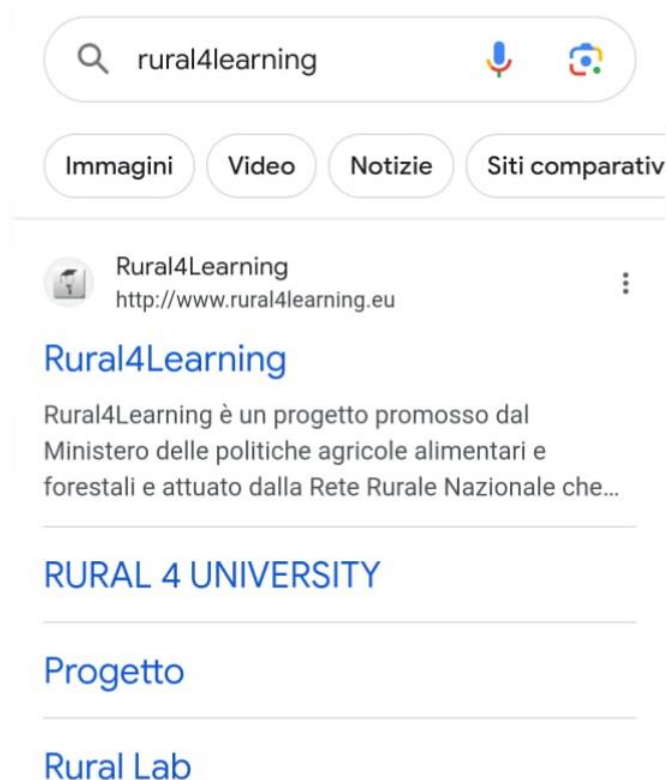 rural4learning
Immagini Video Notizie Siti comparativ
Rural4Learning
http://www.rural4learning.eu
Rural4Learning
Rural4Learning è un progetto promosso dal
Ministero delle politiche agricole alimentari e
forestali e attuato dalla Rete Rurale Nazionale che...
RURAL 4 UNIVERSITY
Progetto
Rural Lab